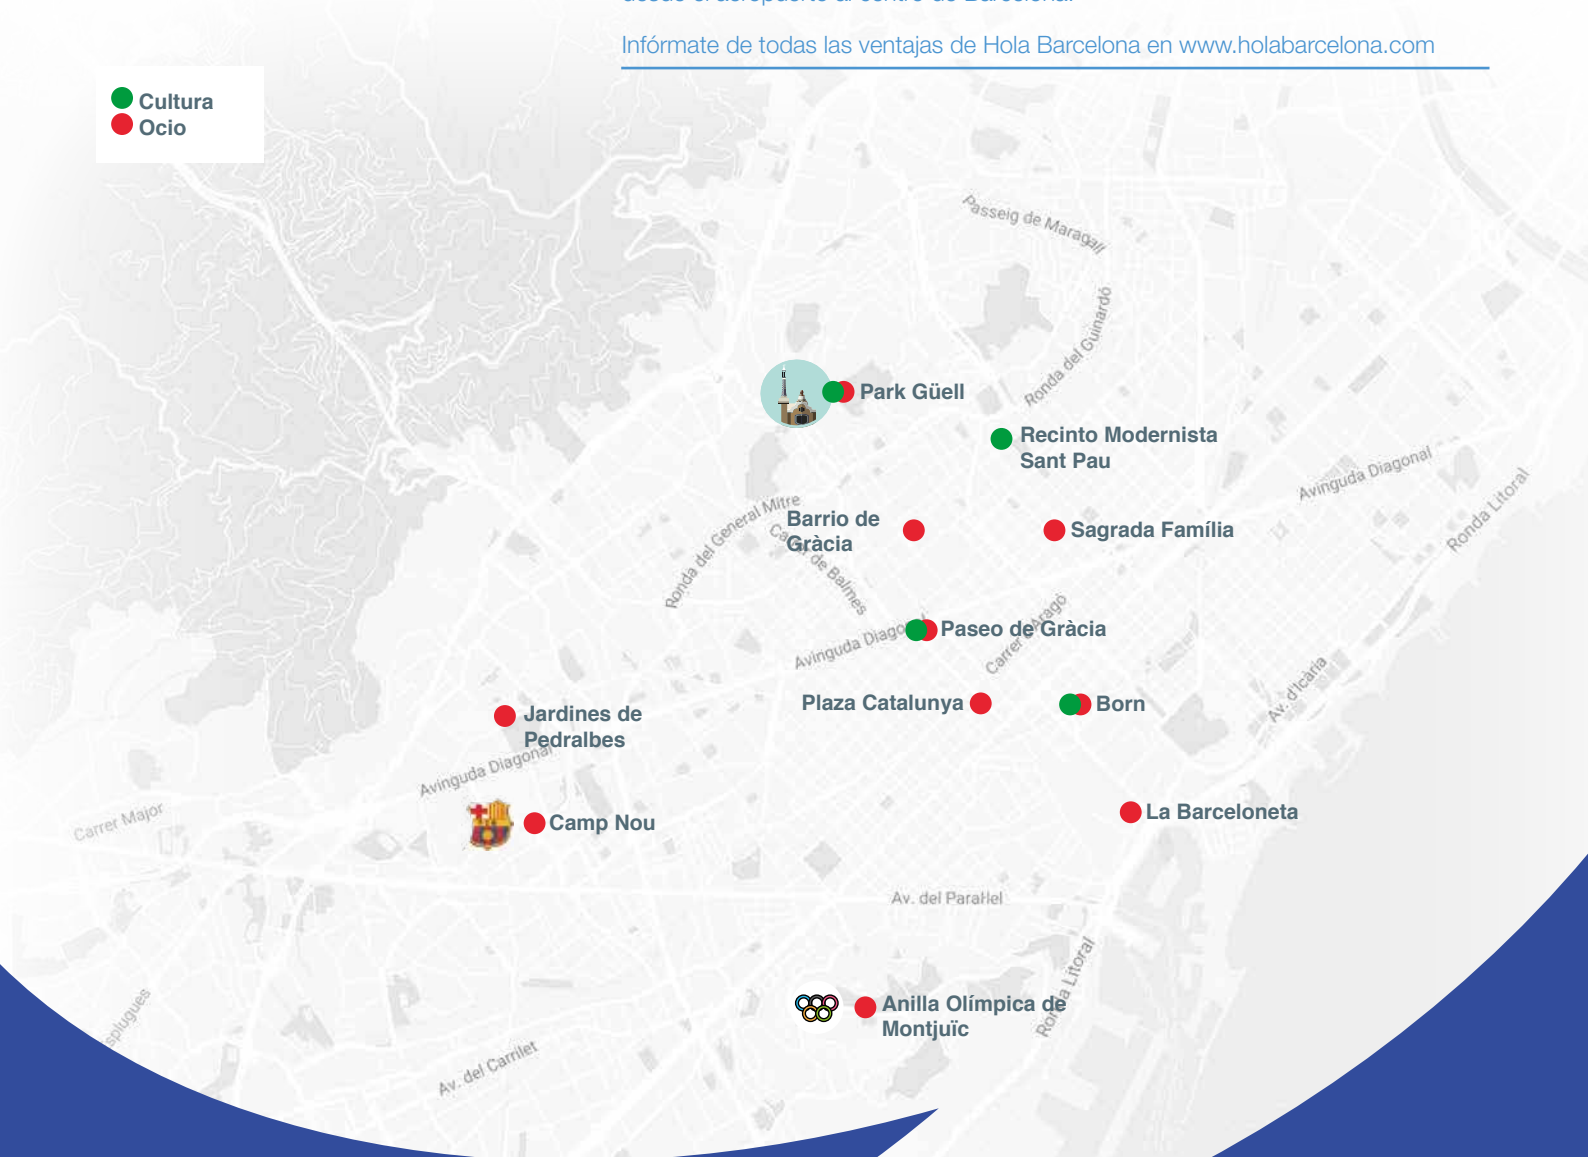 Infórmate de todas las ventajas de Hola Barcelona en www.holabarcelona.com
Cultura
Ocio
Passeig de Maragall
Ronda del Guinardó
Park Güell
Recinto Modernista
Sant Pau
Avinguda Diagonal
Ronda Litoral
Ronda del General Mitre
Barrio de
Gràcia
Carrer de Balmes
Sagrada Família
Avinguda Diago
Paseo de Gràcia
Carrer d'Aragó
Plaza Catalunya
Born
Av. d'Icària
Jardines de
Pedralbes
Avinguda Diagonal
Carrer Major
Camp Nou
La Barceloneta
Av. del Paral·lel
Ronda Litoral
Anilla Olímpica de
Montjuïc
splugues
Av. del Carrilet